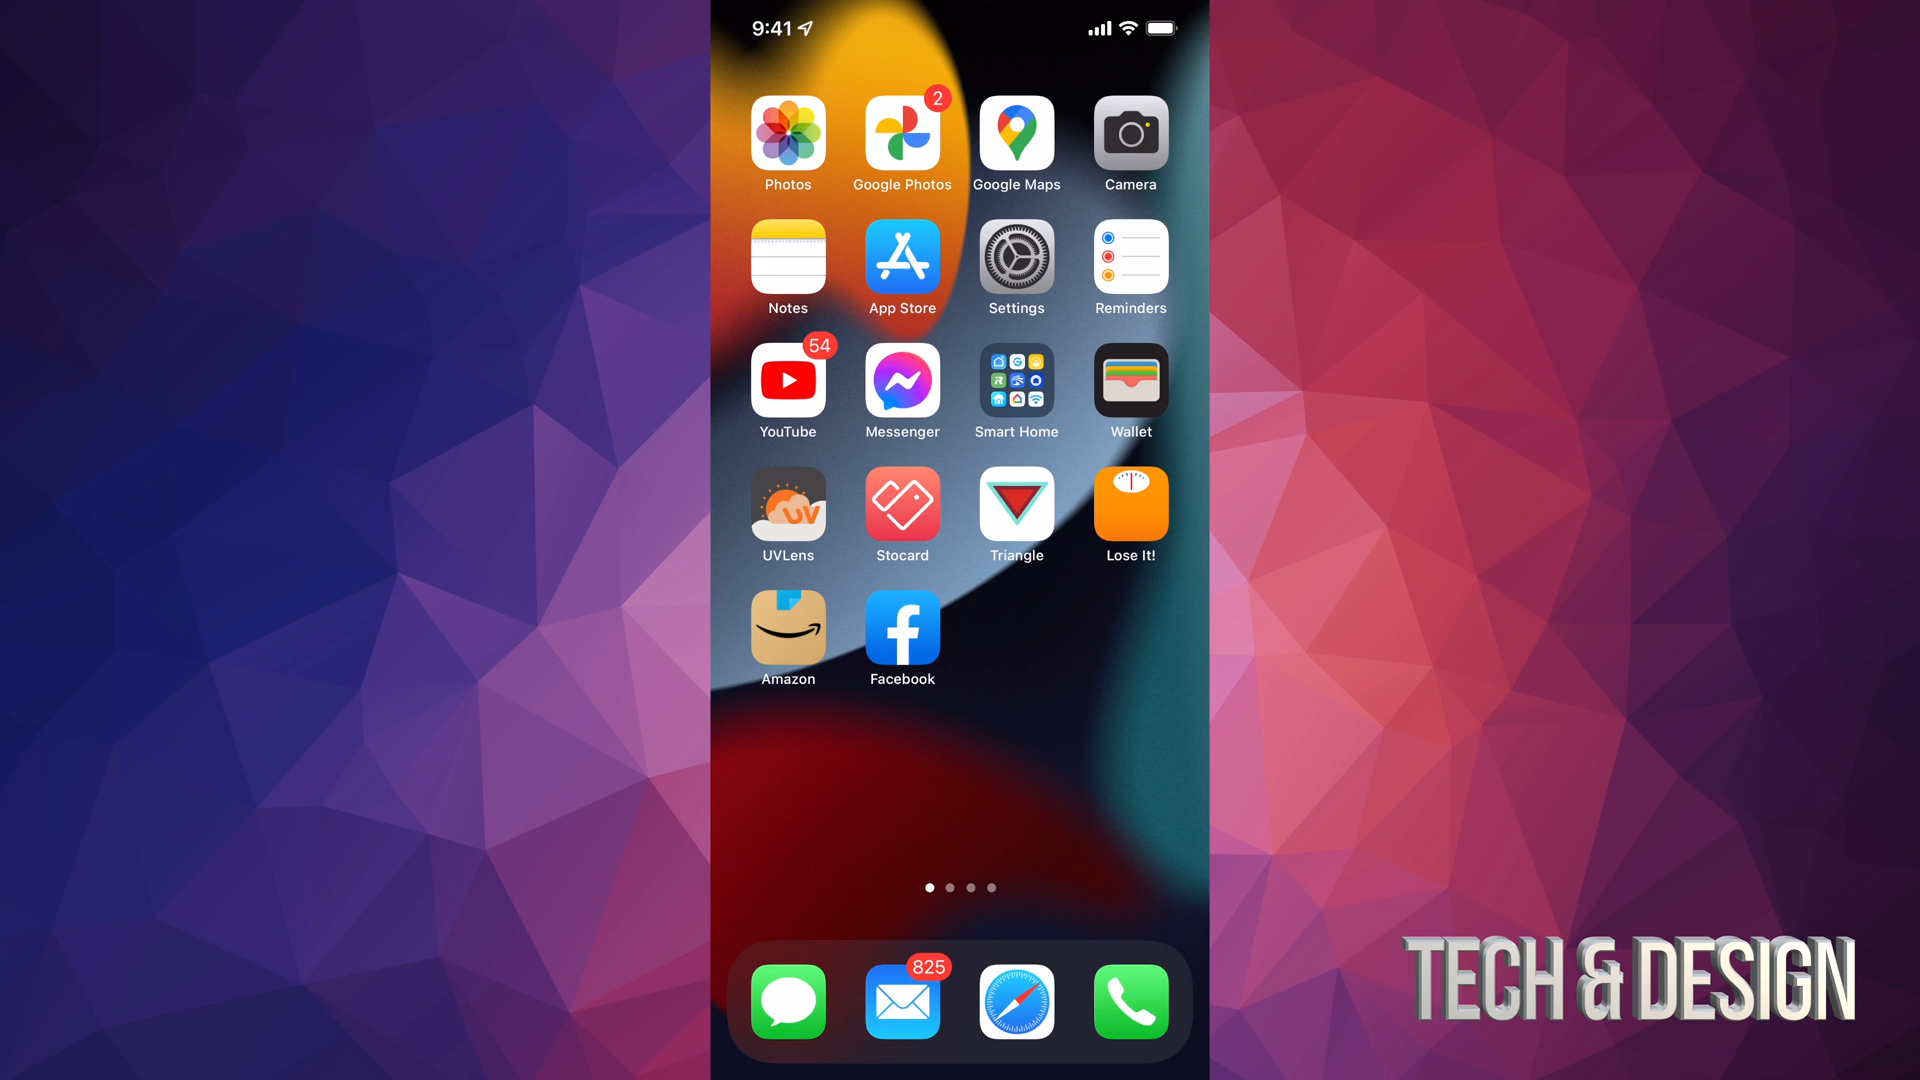 9:41
2
Photos Google Photos Google Maps Camera
Notes App Store Settings Reminders
54
YouTube Messenger Smart Home Wallet
UV
UVLens Stocard Triangle Lose It!
Amazon Facebook
825
TECH & DESIGN